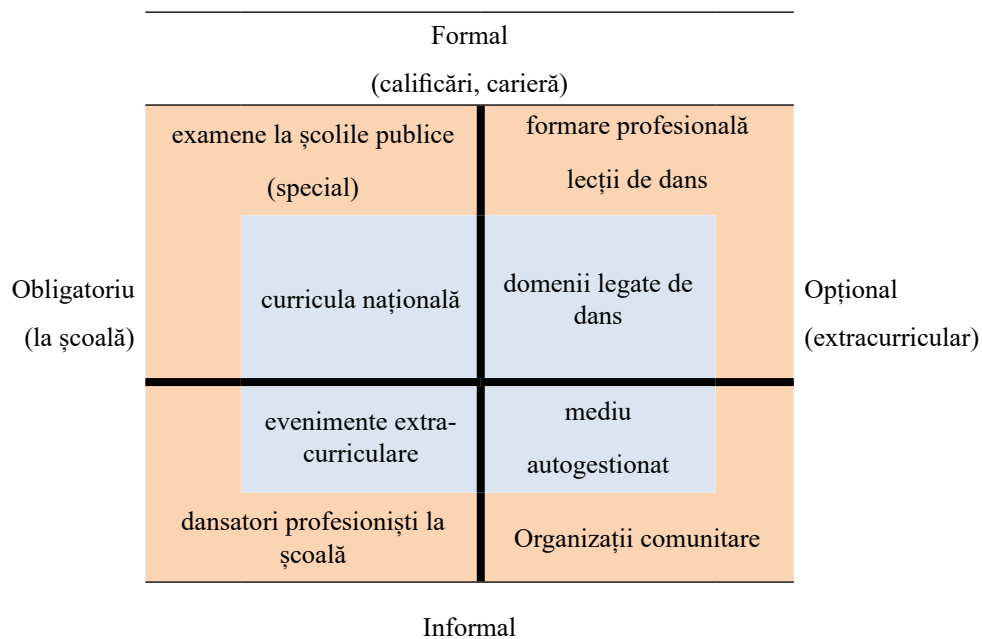 Formal
(calificări, carieră)
examene la școlile publice
(special)
formare profesională
lecții de dans
Obligatoriu
(la școală)
curricula națională
domenii legate de
dans
Opțional
(extracurricular)
evenimente extra-
curriculare
mediu
autogestionat
dansatori profesioniști la
școală
Organizații comunitare
Informal